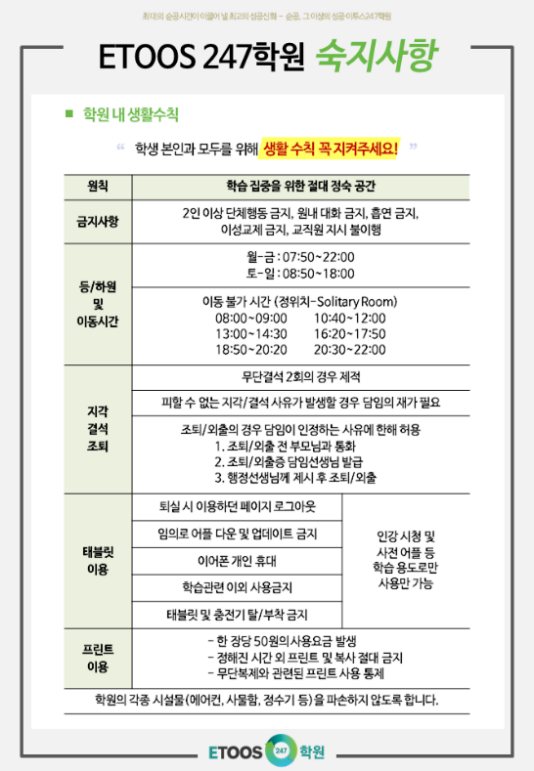 최대의 순공시간이 이끌어 낼 최고의 성공신화 - 순공, 그 이상의 성공 이투스247학원
ETOOS 247학원 숙지사항
■ 학원 내 생활수칙
“ 학생 본인과 모두를 위해 생활 수칙 꼭 지켜주세요! ”
원칙 학습 집중을 위한 절대 정숙 공간
금지사항
2인 이상 단체행동 금지, 원내 대화 금지, 흡연 금지,
이성교제 금지, 교직원 지시 불이행
등/하원
및
이동시간
월-금 : 07:50~22:00
토-일 : 08:50~18:00
이동 불가 시간 (정위치-Solitary Room)
08:00~09:00 10:40~12:00
13:00~14:30 16:20~17:50
18:50~20:20 20:30~22:00
지각
결석
조퇴
무단결석 2회의 경우 제적
피할 수 없는 지각/결석 사유가 발생할 경우 담임의 재가 필요
조퇴/외출의 경우 담임이 인정하는 사유에 한해 허용
1. 조퇴/외출 전 부모님과 통화
2. 조퇴/외출증 담임선생님 발급
3. 행정선생님께 제시 후 조퇴/외출
태블릿
이용
퇴실 시 이용하던 페이지 로그아웃
임의로 어플 다운 및 업데이트 금지
이어폰 개인 휴대
학습관련 이외 사용금지
태블릿 및 충전기 탈/부착 금지
인강 시청 및
사전 어플 등
학습 용도로만
사용만 가능
프린트
이용
- 한 장당 50원의 사용요금 발생
- 정해진 시간 외 프린트 및 복사 절대 금지
- 무단복제와 관련된 프린트 사용 통제
학원의 각종 시설물(에어컨, 사물함, 정수기 등)을 파손하지 않도록 합니다.
ETOOS 247 학원